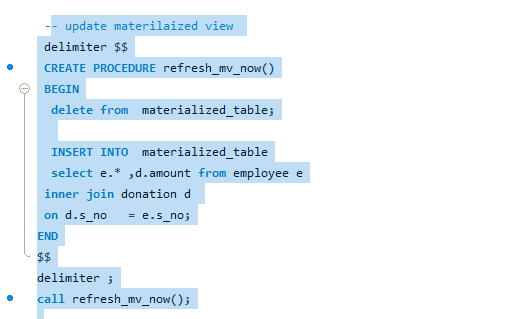 -- update materilaized view
delimiter $$
CREATE PROCEDURE refresh_mv_now()
BEGIN
delete from  materialized_table;
INSERT INTO  materialized_table
select e.* ,d.amount from employee e
inner join donation d
on d.s_no   = e.s_no;
END
$$
delimiter ;
call refresh_mv_now();